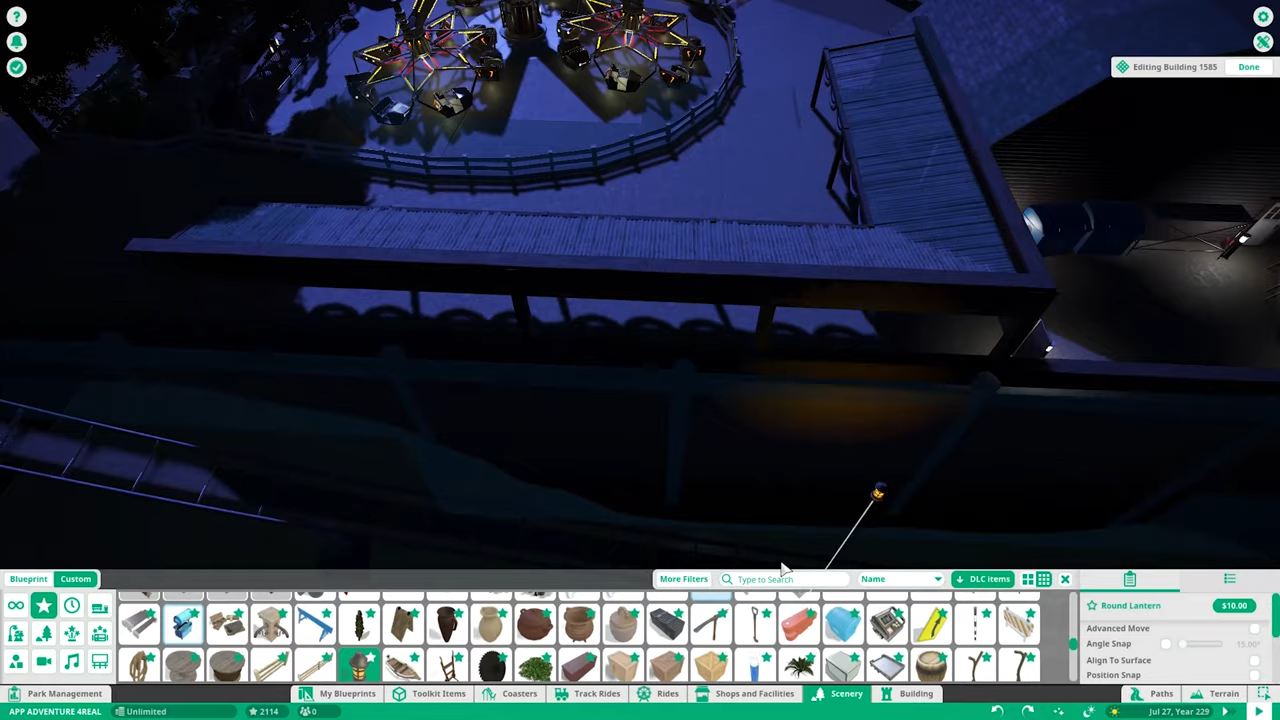 Editing Building 1585
Done
Blueprint
Custom
More Filters
Type to Search
Name
DLC items
Round Lantern
$10.00
Advanced Move
Angle Snap
15.00°
Align To Surface
Position Snap
Park Management
My Blueprints
Toolkit Items
Coasters
Track Rides
Rides
Shops and Facilities
Scenery
Building
Paths
Terrain
APP ADVENTURE 4REAL
Unlimited
2114
0
Jul 27, Year 229